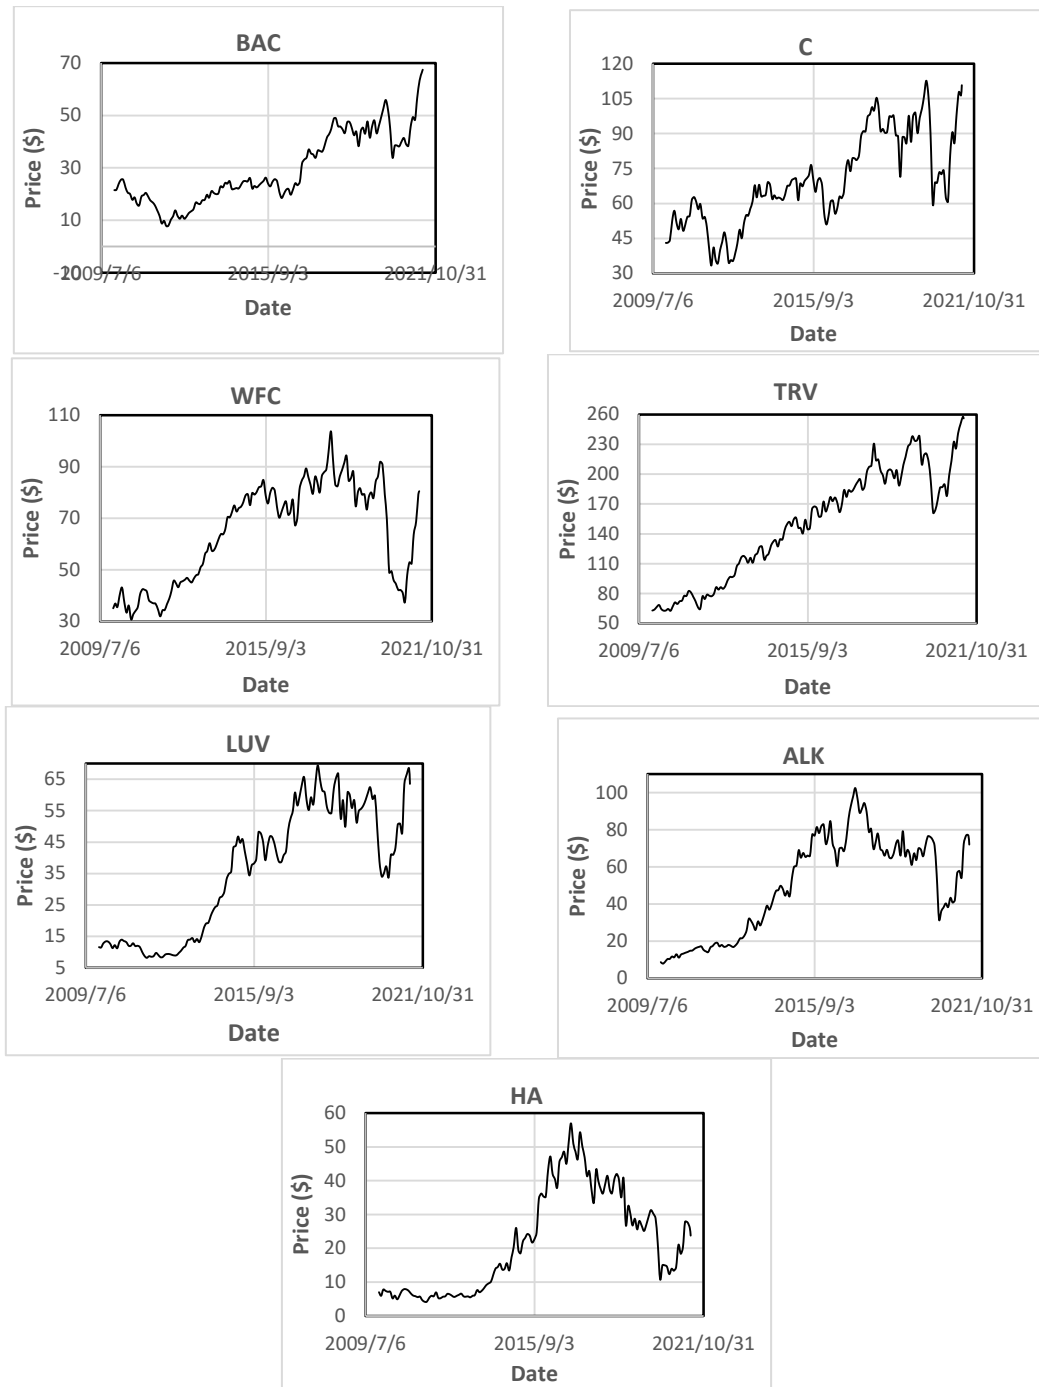 BAC
70
50
30
10
-10
Price ($)
2009/7/6 2015/9/3 2021/10/31
Date
C
120
105
90
75
60
45
30
Price ($)
2009/7/6 2015/9/3 2021/10/31
Date
WFC
110
90
70
50
30
Price ($)
2009/7/6 2015/9/3 2021/10/31
Date
TRV
260
230
200
170
140
110
80
50
Price ($)
2009/7/6 2015/9/3 2021/10/31
Date
LUV
65
55
45
35
25
15
5
Price ($)
2009/7/6 2015/9/3 2021/10/31
Date
ALK
100
80
60
40
20
0
Price ($)
2009/7/6 2015/9/3 2021/10/31
Date
HA
60
50
40
30
20
10
0
Price ($)
2009/7/6 2015/9/3 2021/10/31
Date